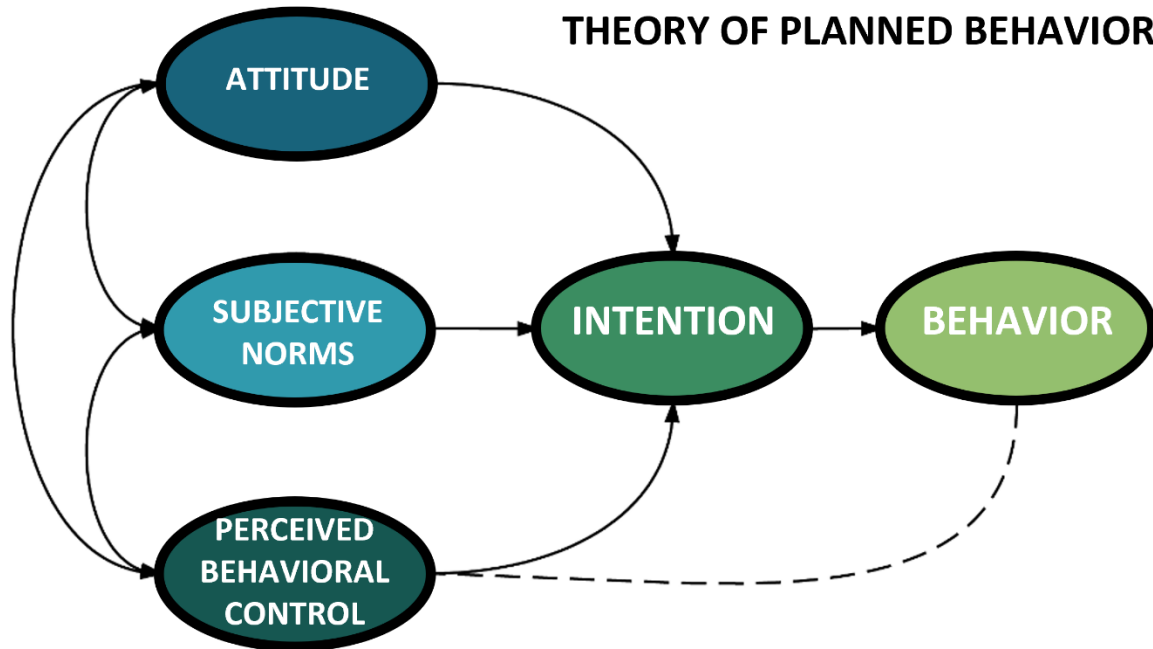 THEORY OF PLANNED BEHAVIOR
ATTITUDE
SUBJECTIVE
NORMS
INTENTION
BEHAVIOR
PERCEIVED
BEHAVIORAL
CONTROL